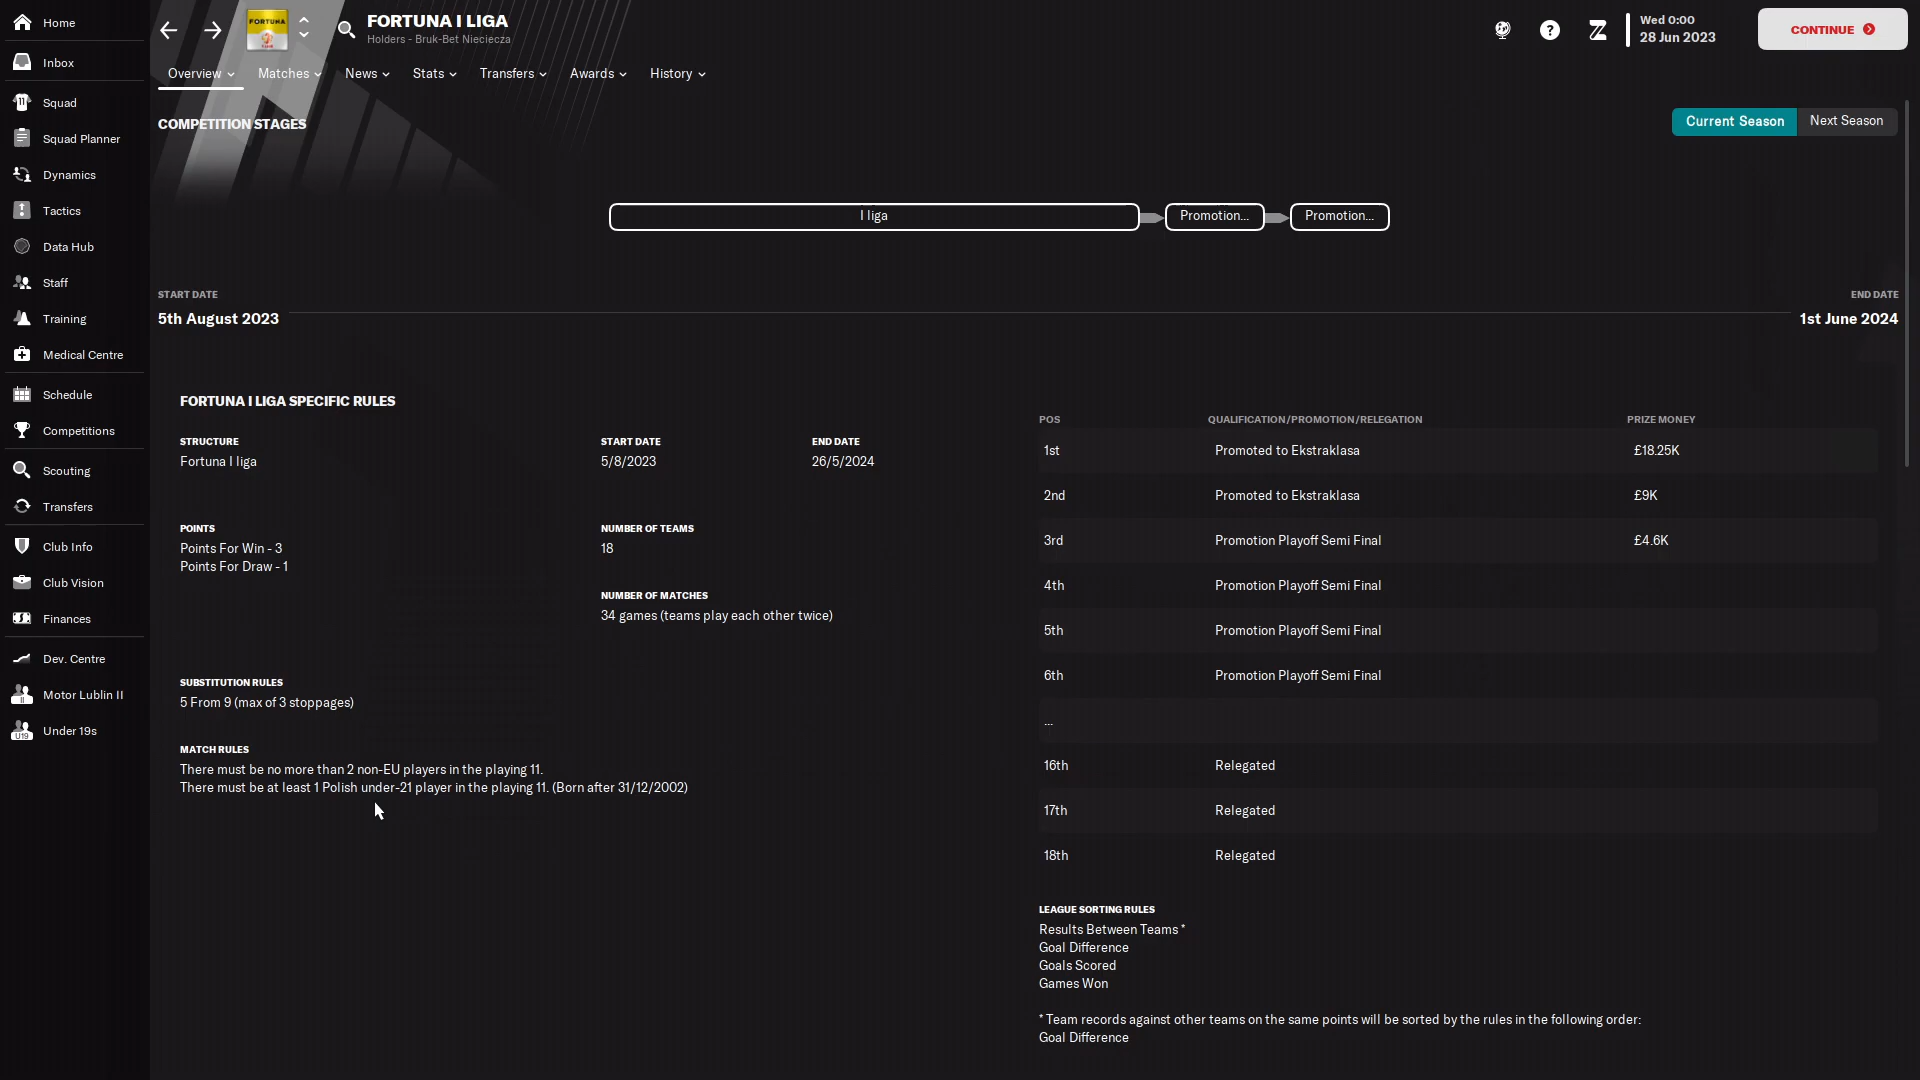 Home
Inbox
Squad
Squad Planner
Dynamics
Tactics
Data Hub
Staff
Training
Medical Centre
Schedule
Competitions
Scouting
Transfers
Club Info
Club Vision
Finances
Dev. Centre
Motor Lublin II
Under 19s
FORTUNA
FORTUNA I LIGA
Holders - Bruk-Bet Nieciecza
Wed 0:00
28 Jun 2023
CONTINUE
Overview Matches News Stats Transfers Awards History
COMPETITION STAGES
Current Season Next Season
I liga Promotion... Promotion...
START DATE END DATE
5th August 2023 1st June 2024
FORTUNA I LIGA SPECIFIC RULES
STRUCTURE START DATE END DATE
Fortuna I liga 5/8/2023 26/5/2024
POINTS NUMBER OF TEAMS
Points For Win - 3 18
Points For Draw - 1
NUMBER OF MATCHES
34 games (teams play each other twice)
SUBSTITUTION RULES
5 From 9 (max of 3 stoppages)
MATCH RULES
There must be no more than 2 non-EU players in the playing 11.
There must be at least 1 Polish under-21 player in the playing 11. (Born after 31/12/2002)
POS QUALIFICATION/PROMOTION/RELEGATION PRIZE MONEY
1st Promoted to Ekstraklasa £18.25K
2nd Promoted to Ekstraklasa £9K
3rd Promotion Playoff Semi Final £4.6K
4th Promotion Playoff Semi Final
5th Promotion Playoff Semi Final
6th Promotion Playoff Semi Final
...
16th Relegated
17th Relegated
18th Relegated
LEAGUE SORTING RULES
Results Between Teams *
Goal Difference
Goals Scored
Games Won
* Team records against other teams on the same points will be sorted by the rules in the following order:
Goal Difference